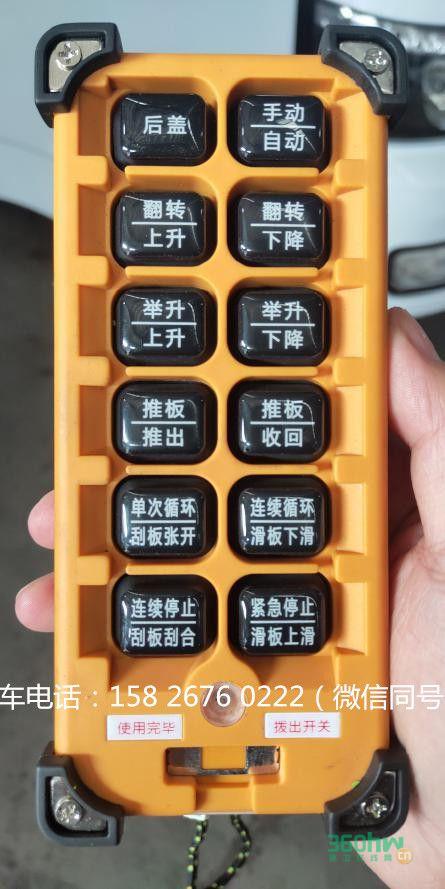 后盖
手动
自动
翻转
上升
翻转
下降
举升
上升
举升
下降
推板
推出
推板
收回
单次循环
刮板张开
连续循环
滑板下滑
连续停止
刮板刮合
紧急停止
滑板上滑
车电话：158 2676 0222（微信同号
使用完毕
拨出开关
360hw
cn